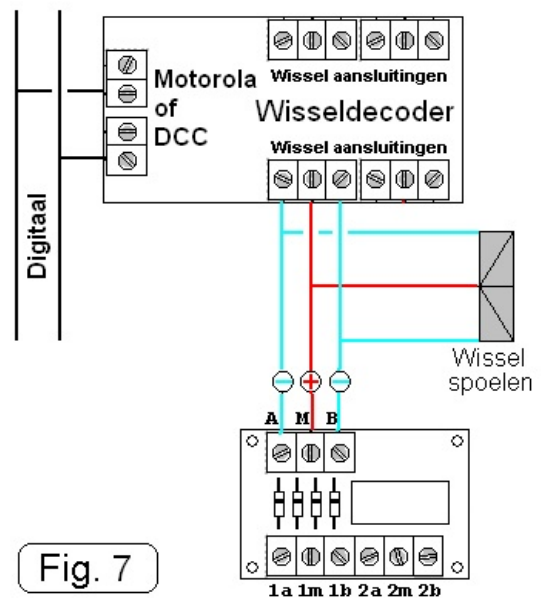 Wissel aansluitingen
Motorola
of
DCC
Wisseldecoder
Wissel aansluitingen
Digitaal
Wissel
spoelen
A M B
Fig. 7
1a 1m 1b 2a 2m 2b